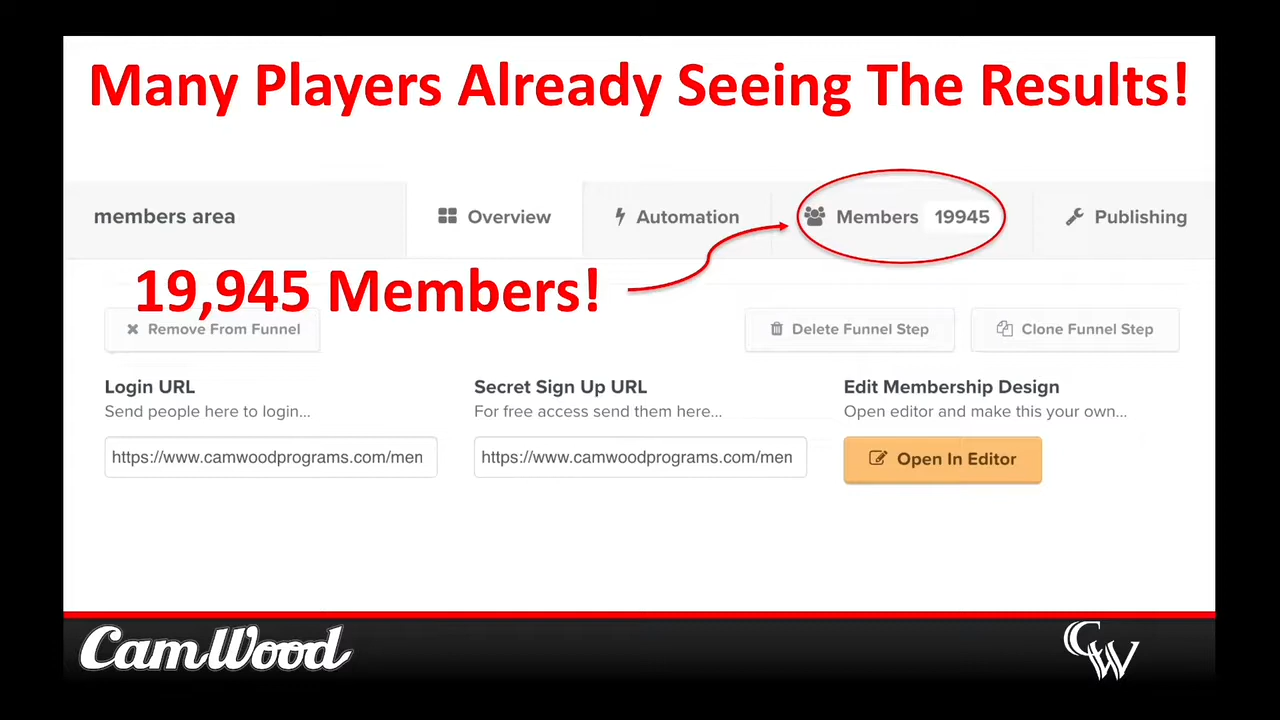 Many Players Already Seeing The Results!
members area Overview Automation Members 19945 Publishing
19,945 Members!
Remove From Funnel Delete Funnel Step Clone Funnel Step
Login URL Secret Sign Up URL Edit Membership Design
Send people here to login... For free access send them here... Open editor and make this your own...
https://www.camwoodprograms.com/men https://www.camwoodprograms.com/men Open In Editor
CamWood CW